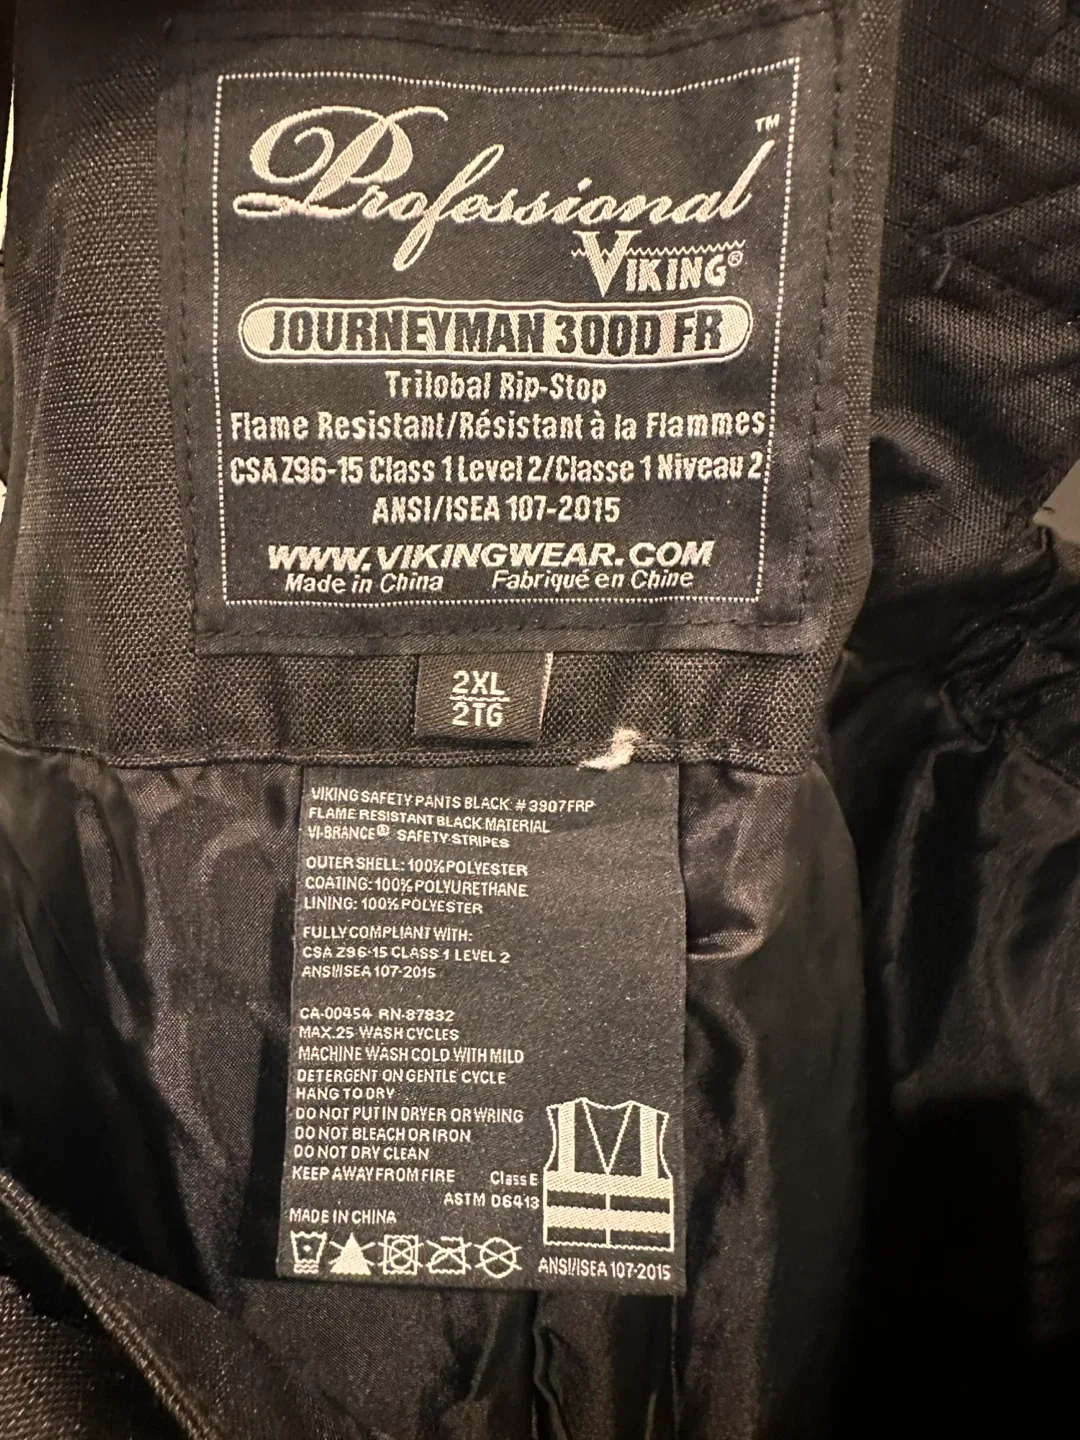 Professional™
VIKING®
JOURNEYMAN 300D FR
Trilobal Rip-Stop
Flame Resistant/Résistant à la Flammes
CSA Z96-15 Class 1 Level 2/Classe 1 Niveau 2
ANSI/ISEA 107-2015
WWW.VIKINGWEAR.COM
Made in China Fabriqué en Chine
2XL
2TG
VIKING SAFETY PANTS BLACK #3907FRP
FLAME RESISTANT BLACK MATERIAL
VI-BRANCE® SAFETY STRIPES
OUTER SHELL: 100% POLYESTER
COATING: 100% POLYURETHANE
LINING: 100% POLYESTER
FULLY COMPLIANT WITH:
CSA Z96-15 CLASS 1 LEVEL 2
ANSI/ISEA 107-2015
CA-00454 RN-87832
MAX.25 WASH CYCLES
MACHINE WASH COLD WITH MILD
DETERGENT ON GENTLE CYCLE
HANG TO DRY
DO NOT PUT IN DRYER OR WRING
DO NOT BLEACH OR IRON
DO NOT DRY CLEAN
KEEP AWAY FROM FIRE Class E
ASTM D6413
MADE IN CHINA
ANSI/ISEA 107-2015